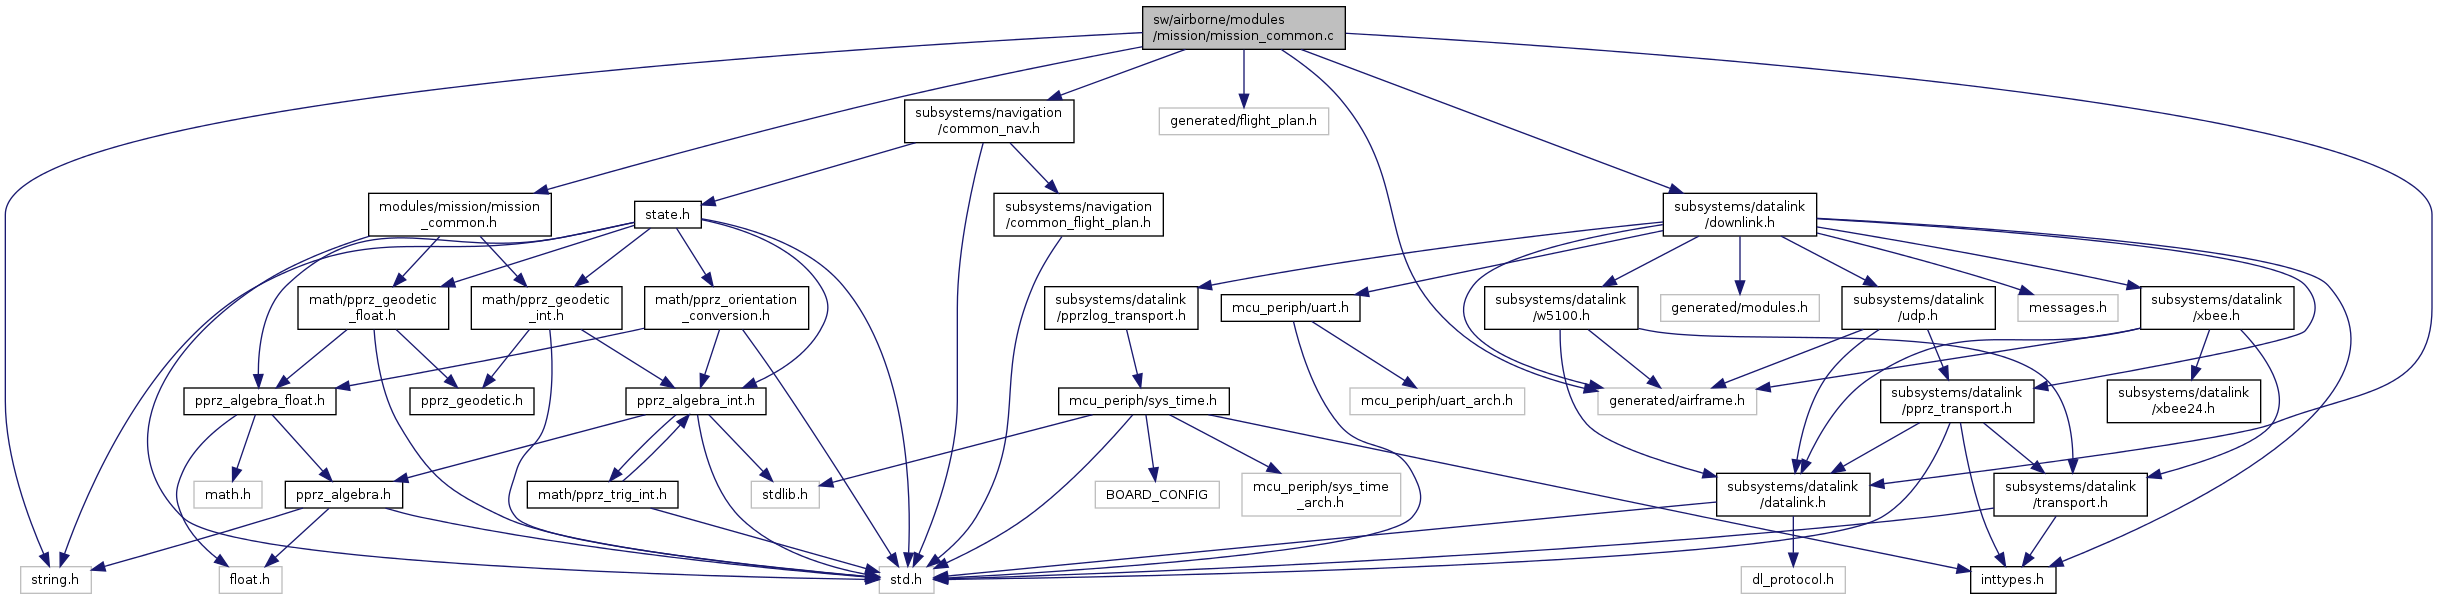 sw/airborne/modules
/mission/mission_common.c
subsystems/navigation
/common_nav.h
generated/flight_plan.h
modules/mission/mission
_common.h
state.h
subsystems/navigation
/common_flight_plan.h
subsystems/datalink
/downlink.h
math/pprz_geodetic
_float.h
math/pprz_geodetic
_int.h
math/pprz_orientation
_conversion.h
subsystems/datalink
/pprzlog_transport.h
mcu_periph/uart.h
subsystems/datalink
/w5100.h
generated/modules.h
subsystems/datalink
/udp.h
messages.h
subsystems/datalink
/xbee.h
pprz_algebra_float.h
pprz_geodetic.h
pprz_algebra_int.h
mcu_periph/sys_time.h
mcu_periph/uart_arch.h
generated/airframe.h
subsystems/datalink
/pprz_transport.h
subsystems/datalink
/xbee24.h
math.h
pprz_algebra.h
math/pprz_trig_int.h
stdlib.h
BOARD_CONFIG
mcu_periph/sys_time
_arch.h
subsystems/datalink
/datalink.h
subsystems/datalink
/transport.h
string.h
float.h
std.h
dl_protocol.h
inttypes.h